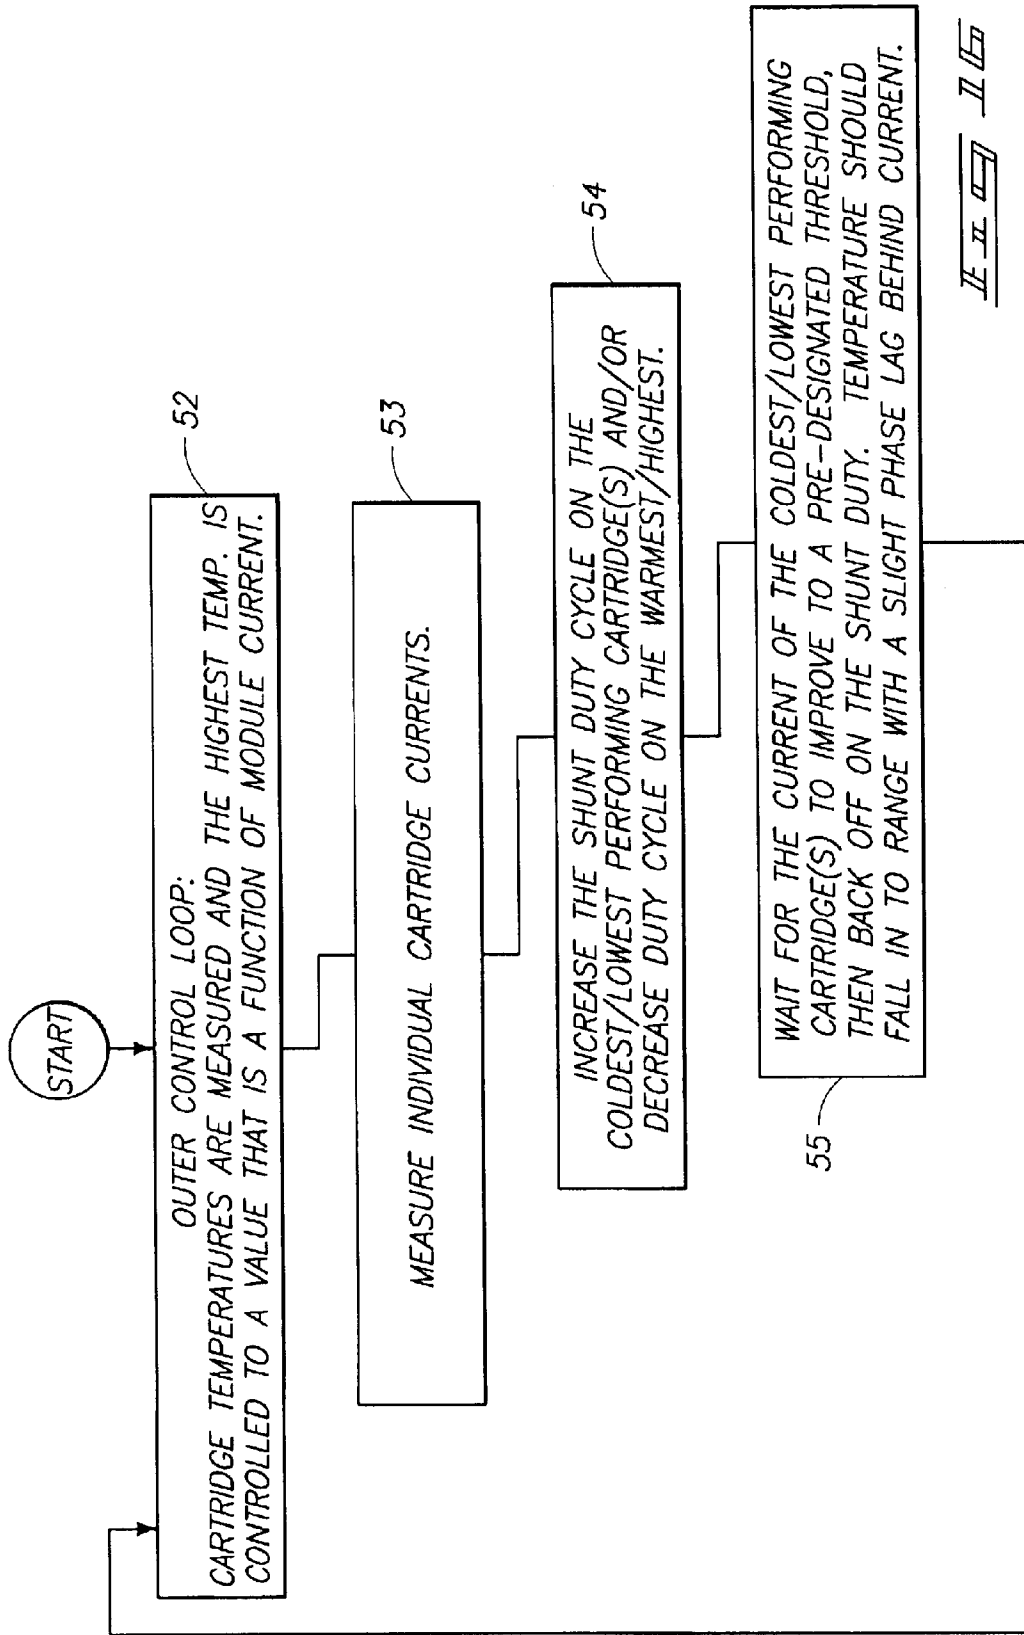 START
52
OUTER CONTROL LOOP:
CARTRIDGE TEMPERATURES ARE MEASURED AND THE HIGHEST TEMP. IS
CONTROLLED TO A VALUE THAT IS A FUNCTION OF MODULE CURRENT.
53
MEASURE INDIVIDUAL CARTRIDGE CURRENTS.
54
INCREASE THE SHUNT DUTY CYCLE ON THE
COLDEST/LOWEST PERFORMING CARTRIDGE(S) AND/OR
DECREASE DUTY CYCLE ON THE WARMEST/HIGHEST.
55
WAIT FOR THE CURRENT OF THE COLDEST/LOWEST PERFORMING
CARTRIDGE(S) TO IMPROVE TO A PRE-DESIGNATED THRESHOLD,
THEN BACK OFF ON THE SHUNT DUTY. TEMPERATURE SHOULD
FALL IN TO RANGE WITH A SLIGHT PHASE LAG BEHIND CURRENT.
Fig 16